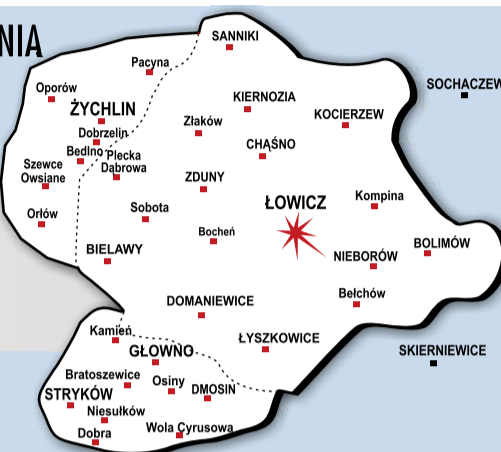 NIA
SANNIKI
Pacyna
SOCHACZEW
Oporów
KIERNOZIA
ŻYCHLIN
KOCIERZEW
Złaków
Dobrzelin
CHĄŚNO
Bedlno
Plecka
Dąbrowa
Szewce
Owsiane
ZDUNY
Kompina
ŁOWICZ
Orłów
Sobota
Bocheń
BOLIMÓW
BIELAWY
NIEBORÓW
Bełchów
DOMANIEWICE
Kamień
ŁYSZKOWICE
GŁOWNO
SKIERNIEWICE
Bratoszewice
Osiny
STRYKÓW
DMOSIN
Niesułków
Dobra
Wola Cyrusowa